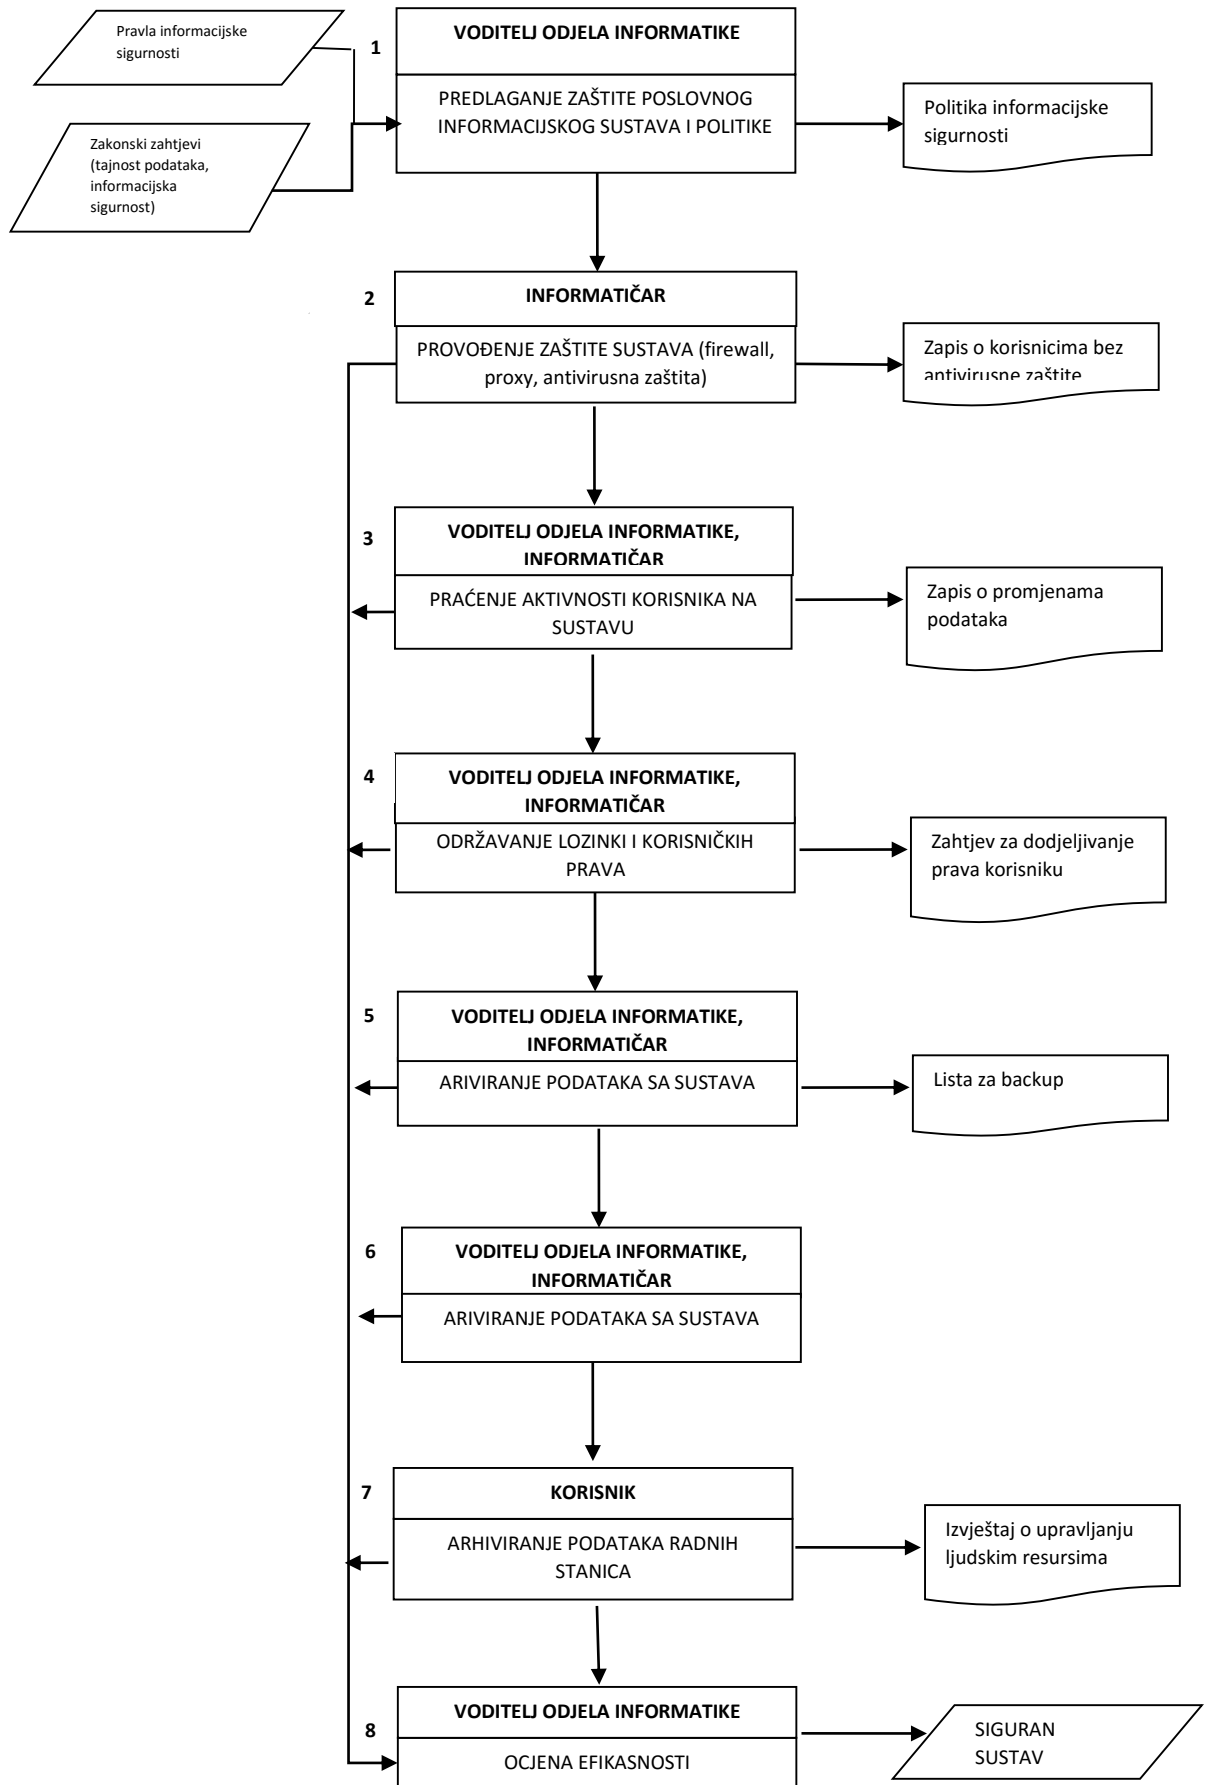 Pravla informacijske
sigurnosti
Zakonski zahtjevi
(tajnost podataka,
informacijska
sigurnost)
1
VODITELJ ODJELA INFORMATIKE
PREDLAGANJE ZAŠTITE POSLOVNOG
INFORMACIJSKOG SUSTAVA I POLITIKE
Politika informacijske
sigurnosti
2
INFORMATIČAR
PROVOĐENJE ZAŠTITE SUSTAVA (firewall,
proxy, antivirusna zaštita)
Zapis o korisnicima bez
antivirusne zaštite
3
VODITELJ ODJELA INFORMATIKE,
INFORMATIČAR
PRAĆENJE AKTIVNOSTI KORISNIKA NA
SUSTAVU
Zapis o promjenama
podataka
4
VODITELJ ODJELA INFORMATIKE,
INFORMATIČAR
ODRŽAVANJE LOZINKI I KORISNIČKIH
PRAVA
Zahtjev za dodjeljivanje
prava korisniku
5
VODITELJ ODJELA INFORMATIKE,
INFORMATIČAR
ARIVIRANJE PODATAKA SA SUSTAVA
Lista za backup
6
VODITELJ ODJELA INFORMATIKE,
INFORMATIČAR
ARIVIRANJE PODATAKA SA SUSTAVA
7
KORISNIK
ARHIVIRANJE PODATAKA RADNIH
STANICA
Izvještaj o upravljanju
ljudskim resursima
8
VODITELJ ODJELA INFORMATIKE
OCJENA EFIKASNOSTI
SIGURAN
SUSTAV